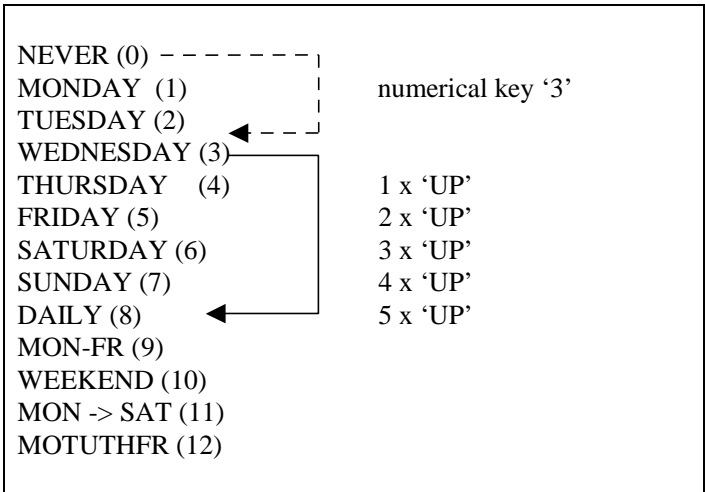 NEVER (0)
MONDAY (1) numerical key ‘3’
TUESDAY (2)
WEDNESDAY (3)
THURSDAY (4) 1 x ‘UP’
FRIDAY (5) 2 x ‘UP’
SATURDAY (6) 3 x ‘UP’
SUNDAY (7) 4 x ‘UP’
DAILY (8) 5 x ‘UP’
MON-FR (9)
WEEKEND (10)
MON -> SAT (11)
MOTUTHFR (12)